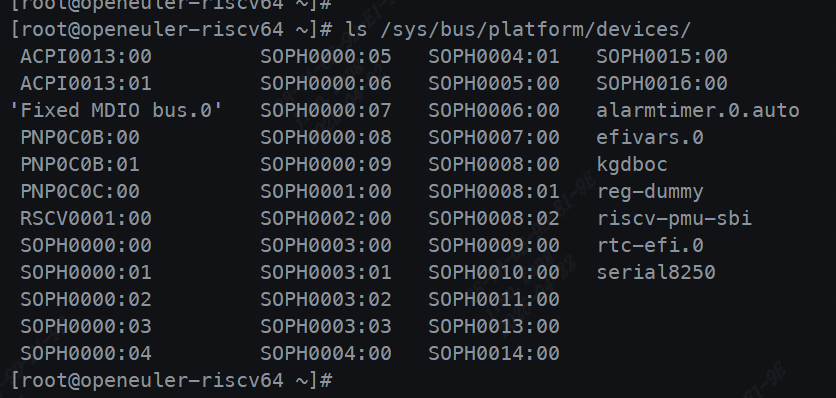 [root@openeuler-riscv64 ~]#
[root@openeuler-riscv64 ~]# ls /sys/bus/platform/devices/
ACPI0013:00 SOPH0000:05 SOPH0004:01 SOPH0015:00
ACPI0013:01 SOPH0000:06 SOPH0005:00 SOPH0016:00
'Fixed MDIO bus.0' SOPH0000:07 SOPH0006:00 alarmtimer.0.auto
PNP0C0B:00 SOPH0000:08 SOPH0007:00 efivars.0
PNP0C0B:01 SOPH0000:09 SOPH0008:00 kgdboc
PNP0C0C:00 SOPH0001:00 SOPH0008:01 reg-dummy
RSCV0001:00 SOPH0002:00 SOPH0008:02 riscv-pmu-sbi
SOPH0000:00 SOPH0003:00 SOPH0009:00 rtc-efi.0
SOPH0000:01 SOPH0003:01 SOPH0010:00 serial8250
SOPH0000:02 SOPH0003:02 SOPH0011:00
SOPH0000:03 SOPH0003:03 SOPH0013:00
SOPH0000:04 SOPH0004:00 SOPH0014:00
[root@openeuler-riscv64 ~]#